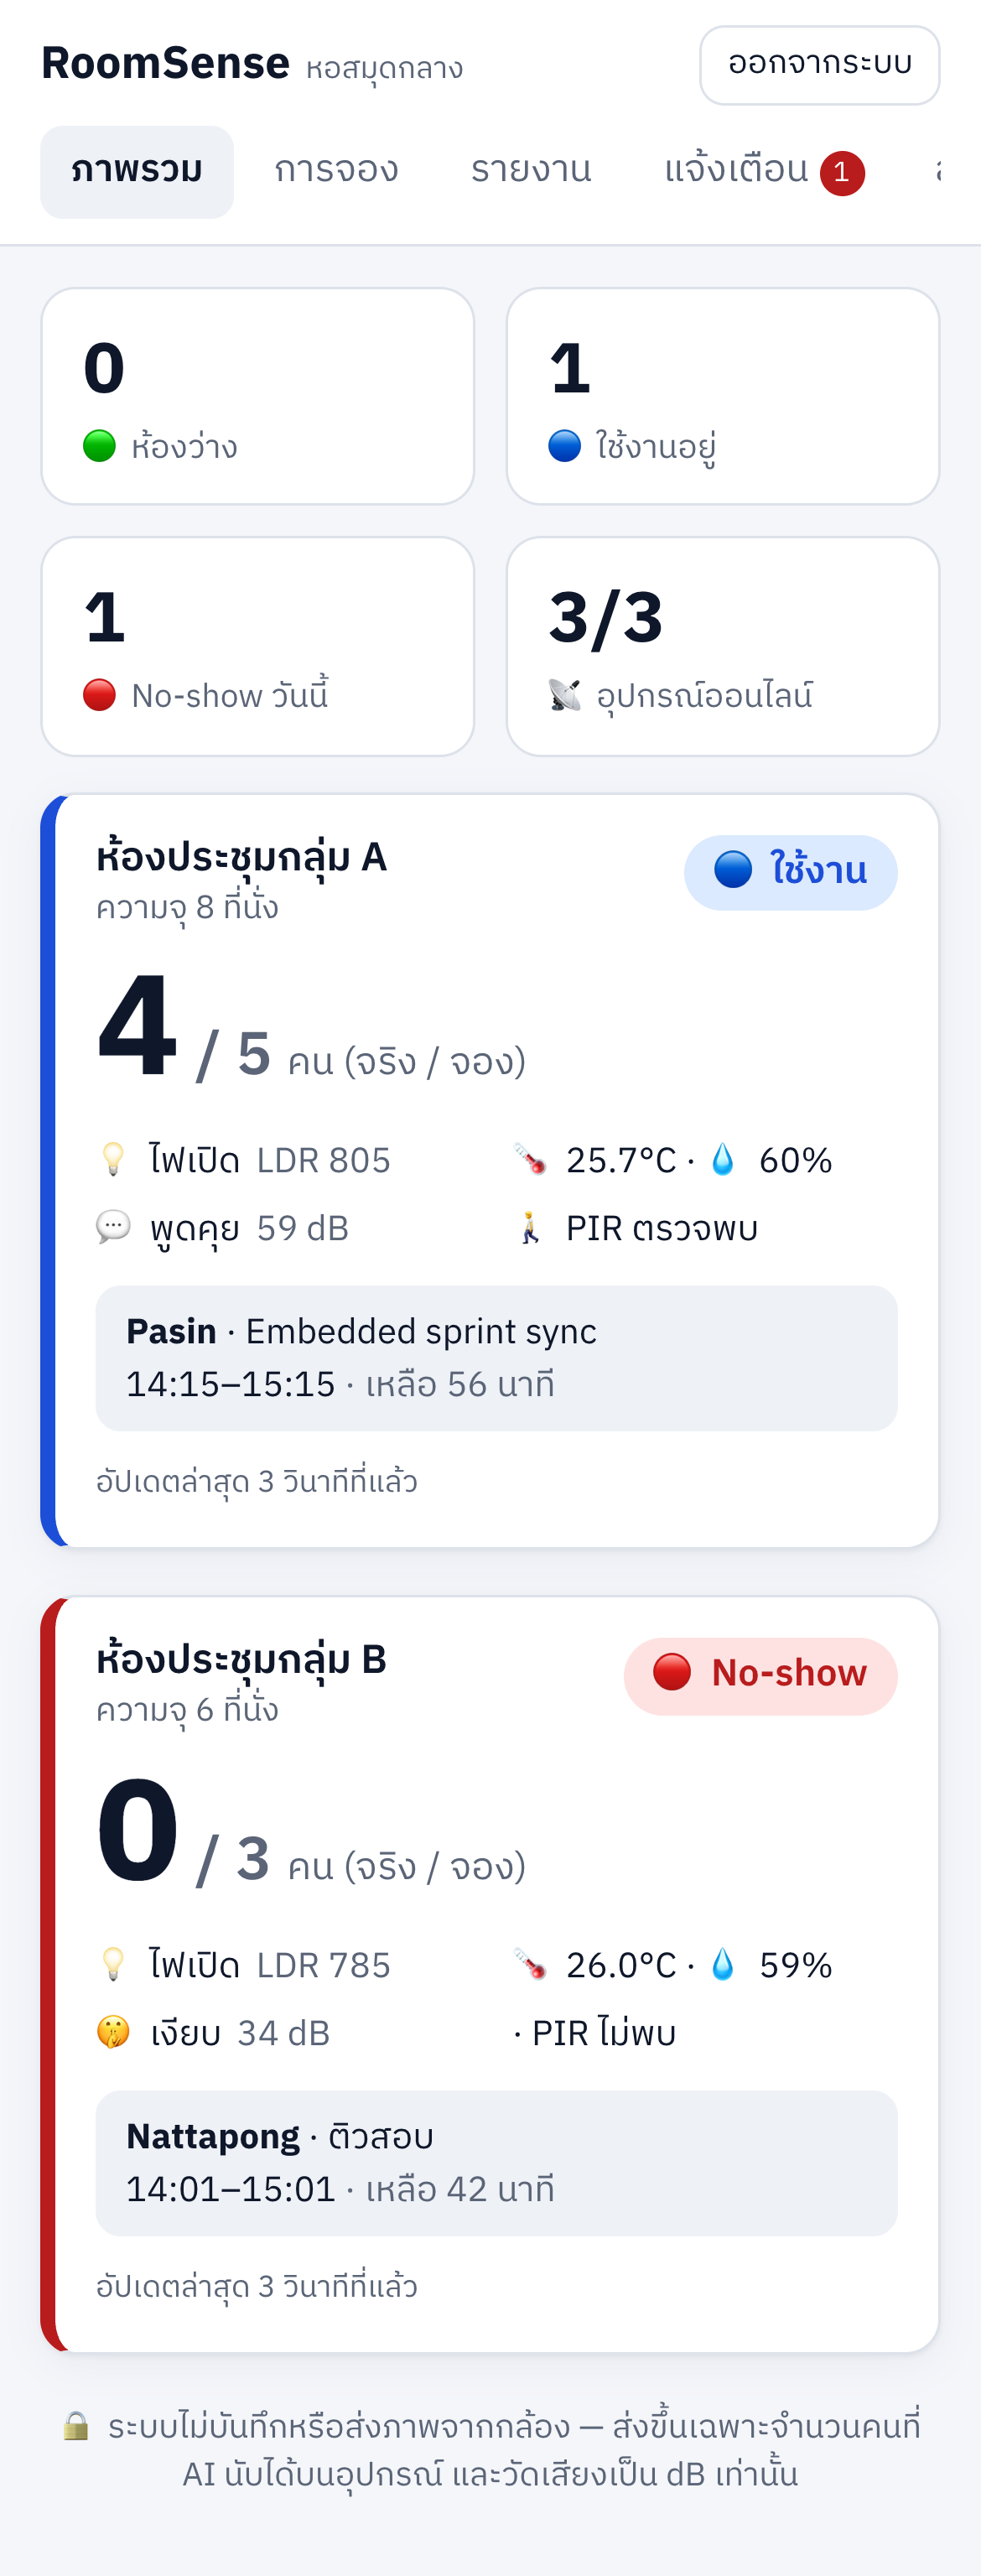 RoomSense หอสมุดกลาง
ออกจากระบบ
ภาพรวม การจอง รายงาน แจ้งเตือน 1
0
ห้องว่าง
1
ใช้งานอยู่
1
No-show วันนี้
3/3
อุปกรณ์ออนไลน์
ห้องประชุมกลุ่ม A
ความจุ 8 ที่นั่ง
ใช้งาน
4 / 5 คน (จริง / จอง)
ไฟเปิด LDR 805
25.7°C · 60%
พูดคุย 59 dB
PIR ตรวจพบ
Pasin · Embedded sprint sync
14:15–15:15 · เหลือ 56 นาที
อัปเดตล่าสุด 3 วินาทีที่แล้ว
ห้องประชุมกลุ่ม B
ความจุ 6 ที่นั่ง
No-show
0 / 3 คน (จริง / จอง)
ไฟเปิด LDR 785
26.0°C · 59%
เงียบ 34 dB
· PIR ไม่พบ
Nattapong · ติวสอบ
14:01–15:01 · เหลือ 42 นาที
อัปเดตล่าสุด 3 วินาทีที่แล้ว
ระบบไม่บันทึกหรือส่งภาพจากกล้อง — ส่งขึ้นเฉพาะจำนวนคนที่
AI นับได้บนอุปกรณ์ และวัดเสียงเป็น dB เท่านั้น